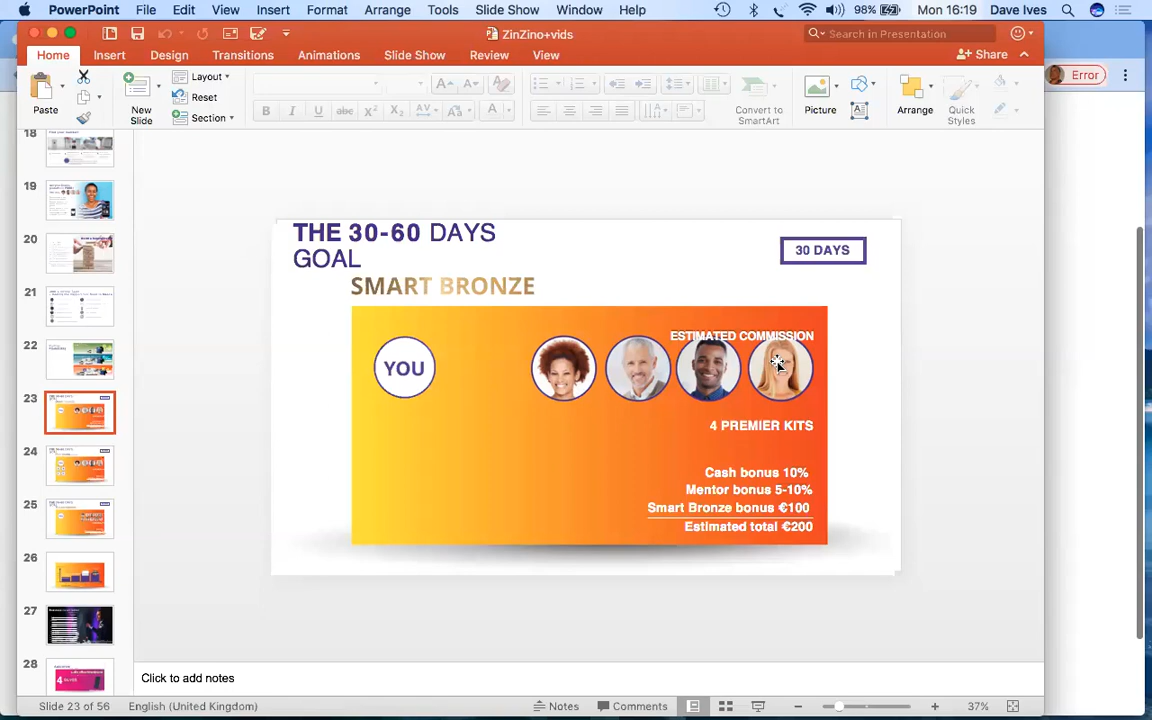 PowerPoint File Edit View Insert Format Arrange Tools Slide Show Window Help 98% Mon 16:19 Dave Ives
ZinZino+vids
Search in Presentation
Home Insert Design Transitions Animations Slide Show Review View
Share
Error
Paste
New
Slide
Layout
Reset
Section
B I U abc X² X₂ AV Aa A
Convert to
SmartArt
Picture
Arrange
Quick
Styles
18
19
20
21
22
23
24
25
26
27
28
THE 30-60 DAYS
GOAL
30 DAYS
SMART BRONZE
ESTIMATED COMMISSION
YOU
4 PREMIER KITS
Cash bonus 10%
Mentor bonus 5-10%
Smart Bronze bonus €100
Estimated total €200
Click to add notes
Slide 23 of 56
English (United Kingdom)
Notes
Comments
37%